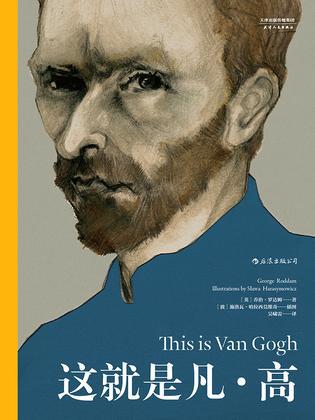 天津出版传媒集团
天津人民出版社
后浪出版公司
George Roddam
Illustrations by Sława Harasymowicz
[英] 乔治·罗达姆——著
[波] 施洛瓦·哈拉西莫维奇——插图
吴啸雷——译
This is Van Gogh
这就是凡·高